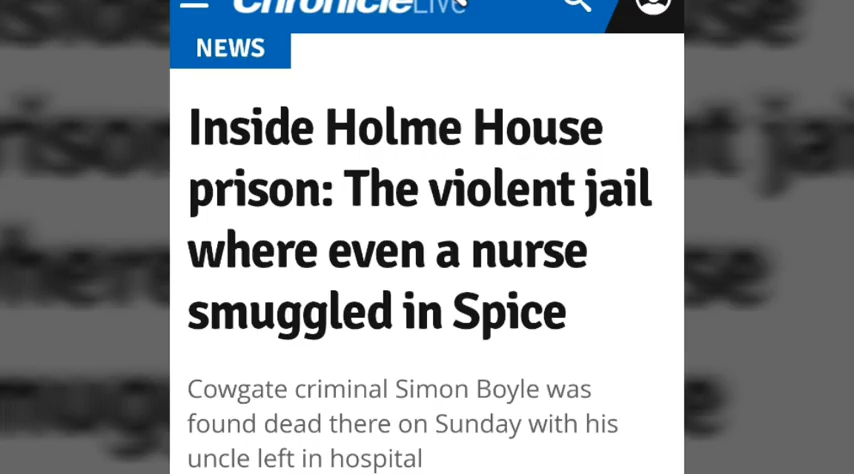 ChronicleLIVE
NEWS
Inside Holme House
prison: The violent jail
where even a nurse
smuggled in Spice
Cowgate criminal Simon Boyle was
found dead there on Sunday with his
uncle left in hospital